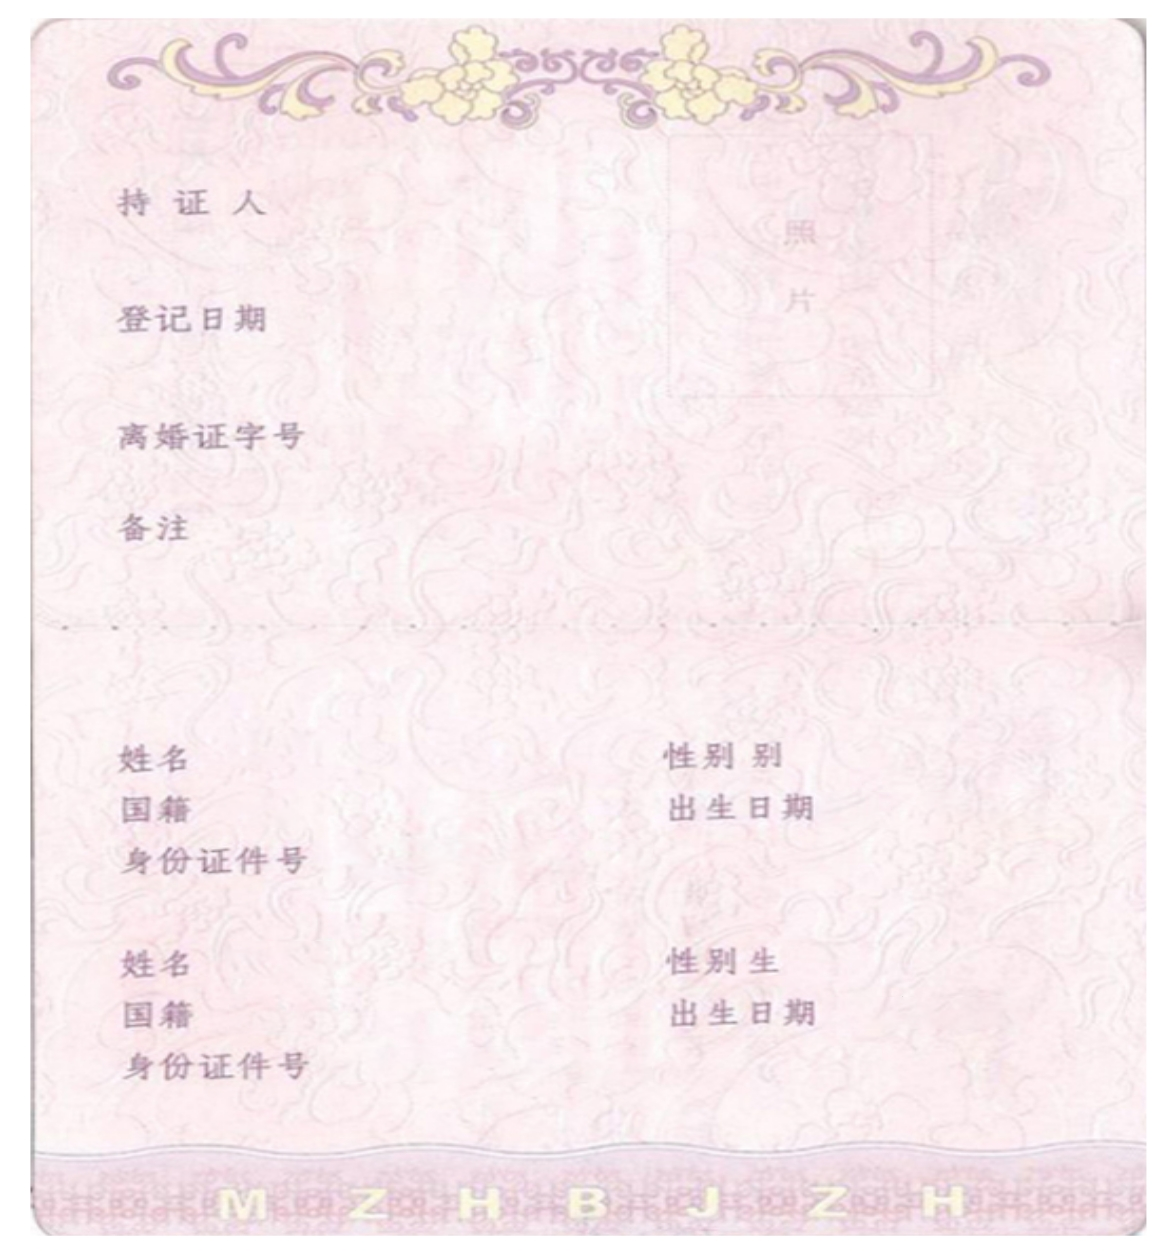 持 证 人
照
片
登记日期
离婚证字号
备注
姓名 性别 别
国籍 出生日期
身份证件号
姓名 性别 生
国籍 出生日期
身份证件号
M Z H B J Z H